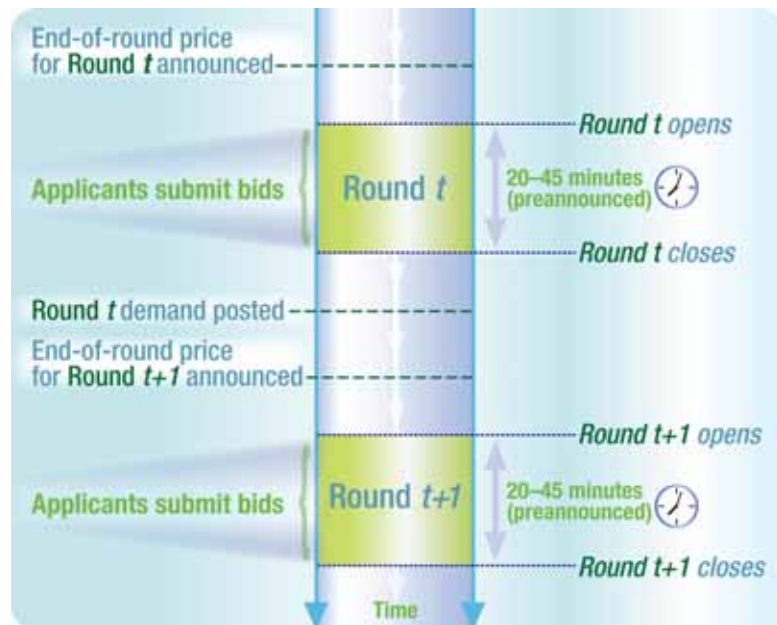 End-of-round price
for Round t announced
Round t opens
Applicants submit bids
Round t
20–45 minutes
(preannounced)
Round t closes
Round t demand posted
End-of-round price
for Round t+1 announced
Round t+1 opens
Applicants submit bids
Round t+1
20–45 minutes
(preannounced)
Round t+1 closes
Time